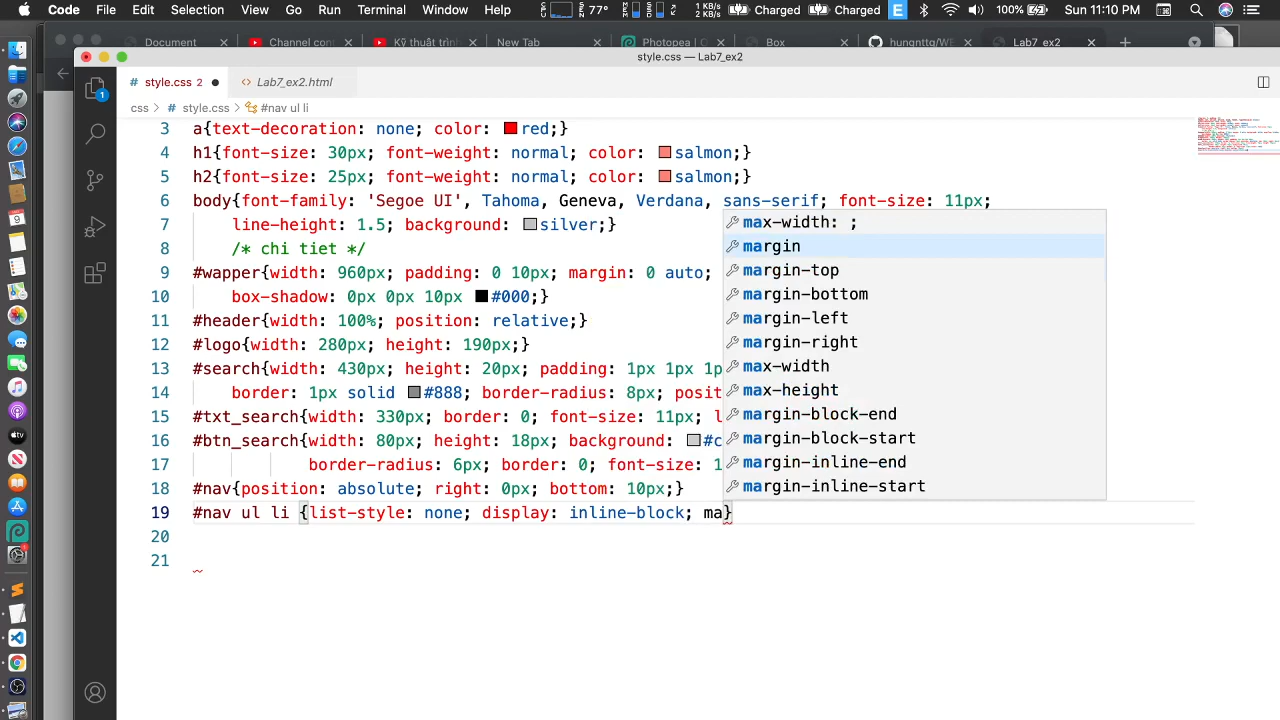 Code File Edit Selection View Go Run Terminal Window Help 77° 1 KB/s 2 KB/s Charged Charged E 100% Sun 11:10 PM
Document Channel con Kỹ thuật trình New Tab Photopea | O Box hungnttg/WE Lab7_ex2
style.css — Lab7_ex2
# style.css 2 Lab7_ex2.html
css > # style.css > #nav ul li
3 a{text-decoration: none; color: red;}
4 h1{font-size: 30px; font-weight: normal; color: salmon;}
5 h2{font-size: 25px; font-weight: normal; color: salmon;}
6 body{font-family: 'Segoe UI', Tahoma, Geneva, Verdana, sans-serif; font-size: 11px;
7 line-height: 1.5; background: silver;}
8 /* chi tiet */
9 #wapper{width: 960px; padding: 0 10px; margin: 0 auto;
10 box-shadow: 0px 0px 10px #000;}
11 #header{width: 100%; position: relative;}
12 #logo{width: 280px; height: 190px;}
13 #search{width: 430px; height: 20px; padding: 1px 1px 1p
14 border: 1px solid #888; border-radius: 8px; posit
15 #txt_search{width: 330px; border: 0; font-size: 11px; l
16 #btn_search{width: 80px; height: 18px; background: #c
17 border-radius: 6px; border: 0; font-size: 1
18 #nav{position: absolute; right: 0px; bottom: 10px;}
19 #nav ul li {list-style: none; display: inline-block; ma}
20
21
max-width: ;
margin
margin-top
margin-bottom
margin-left
margin-right
max-width
max-height
margin-block-end
margin-block-start
margin-inline-end
margin-inline-start